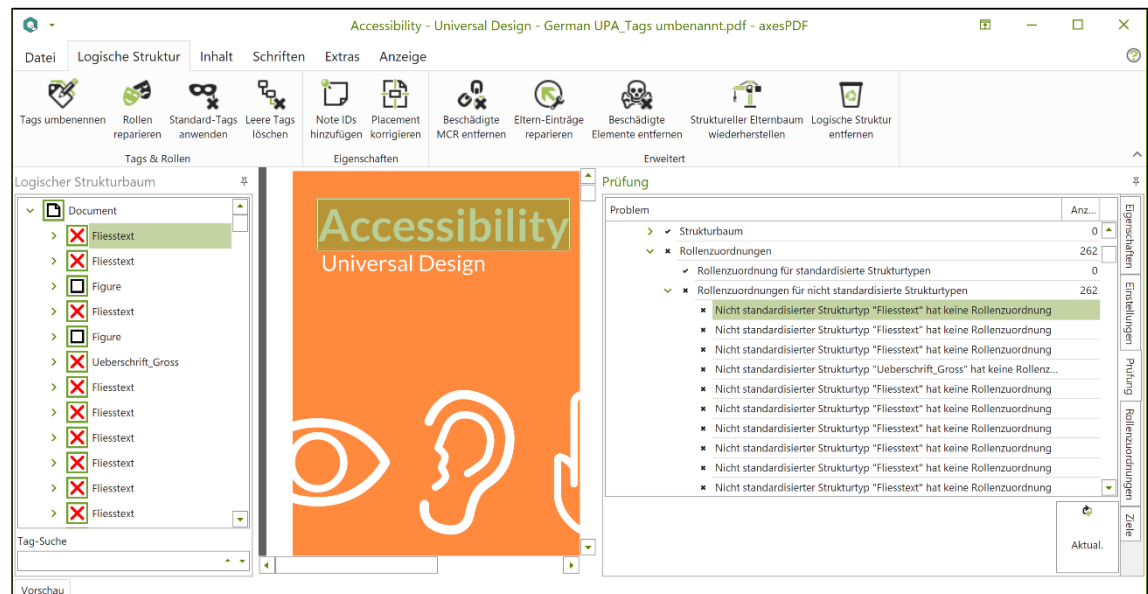 Accessibility - Universal Design - German UPA_Tags umbenannt.pdf - axesPDF
Datei Logische Struktur Inhalt Schriften Extras Anzeige
Tags umbenennen
Rollen reparieren
Standard-Tags anwenden
Leere Tags löschen
Tags & Rollen
Note IDs hinzufügen
Placement korrigieren
Eigenschaften
Beschädigte MCR entfernen
Eltern-Einträge reparieren
Beschädigte Elemente entfernen
Struktureller Elternbaum wiederherstellen
Logische Struktur entfernen
Erweitert
Logischer Strukturbaum
Document
Fliesstext
Fliesstext
Figure
Fliesstext
Figure
Ueberschrift_Gross
Fliesstext
Fliesstext
Fliesstext
Fliesstext
Fliesstext
Fliesstext
Tag-Suche
Vorschau
Accessibility
Universal Design
Prüfung
Problem Anz...
Strukturbaum 0
Rollenzuordnungen 262
Rollenzuordnung für standardisierte Strukturtypen 0
Rollenzuordnungen für nicht standardisierte Strukturtypen 262
Nicht standardisierter Strukturtyp "Fliesstext" hat keine Rollenzuordnung
Nicht standardisierter Strukturtyp "Fliesstext" hat keine Rollenzuordnung
Nicht standardisierter Strukturtyp "Fliesstext" hat keine Rollenzuordnung
Nicht standardisierter Strukturtyp "Ueberschrift_Gross" hat keine Rollenz...
Nicht standardisierter Strukturtyp "Fliesstext" hat keine Rollenzuordnung
Nicht standardisierter Strukturtyp "Fliesstext" hat keine Rollenzuordnung
Nicht standardisierter Strukturtyp "Fliesstext" hat keine Rollenzuordnung
Nicht standardisierter Strukturtyp "Fliesstext" hat keine Rollenzuordnung
Nicht standardisierter Strukturtyp "Fliesstext" hat keine Rollenzuordnung
Nicht standardisierter Strukturtyp "Fliesstext" hat keine Rollenzuordnung
Aktual.
Eigenschaften
Einstellungen
Prüfung
Rollenzuordnungen
Ziele